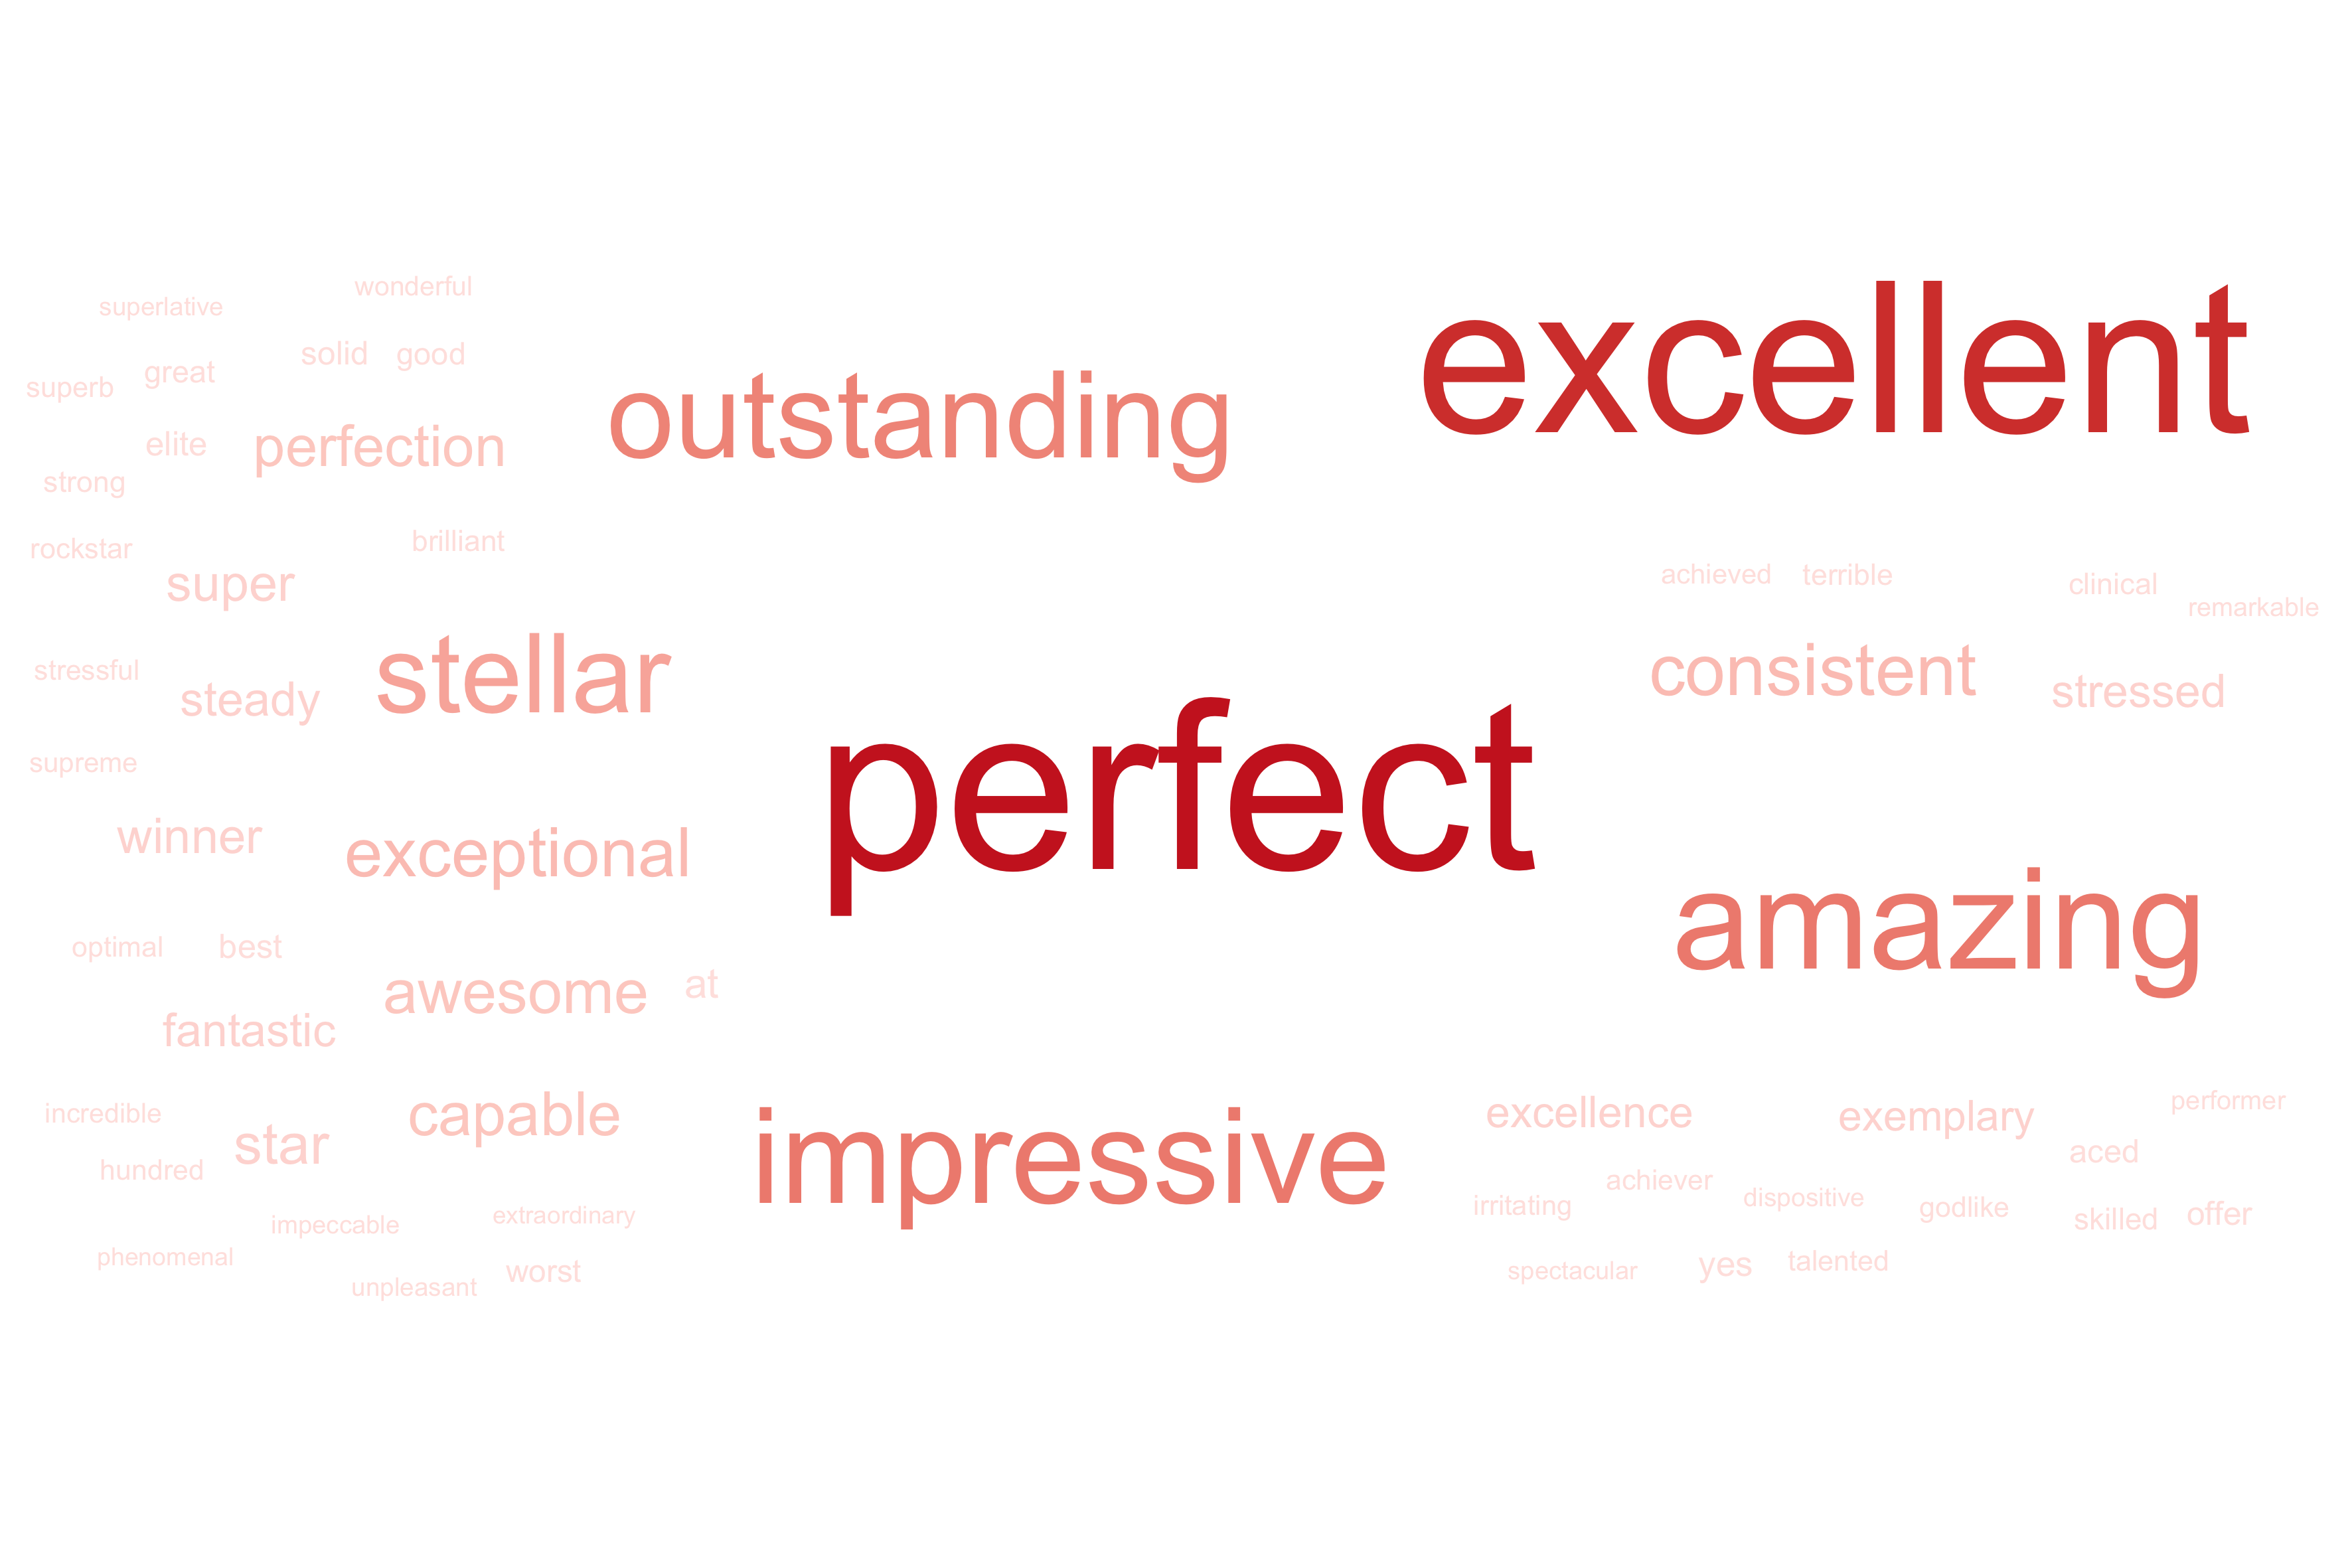 wonderful
superlative
excellent
solid good
great
superb
outstanding
elite perfection
strong
brilliant
rockstar
achieved terrible
clinical
super
remarkable
stressful
stellar
consistent
stressed
steady
supreme
perfect
winner
exceptional
amazing
optimal best
awesome at
fantastic
performer
incredible
capable
excellence
exemplary
star
impressive
aced
hundred
achiever
dispositive
irritating
godlike
skilled offer
extraordinary
impeccable
phenomenal
worst
spectacular
yes talented
unpleasant